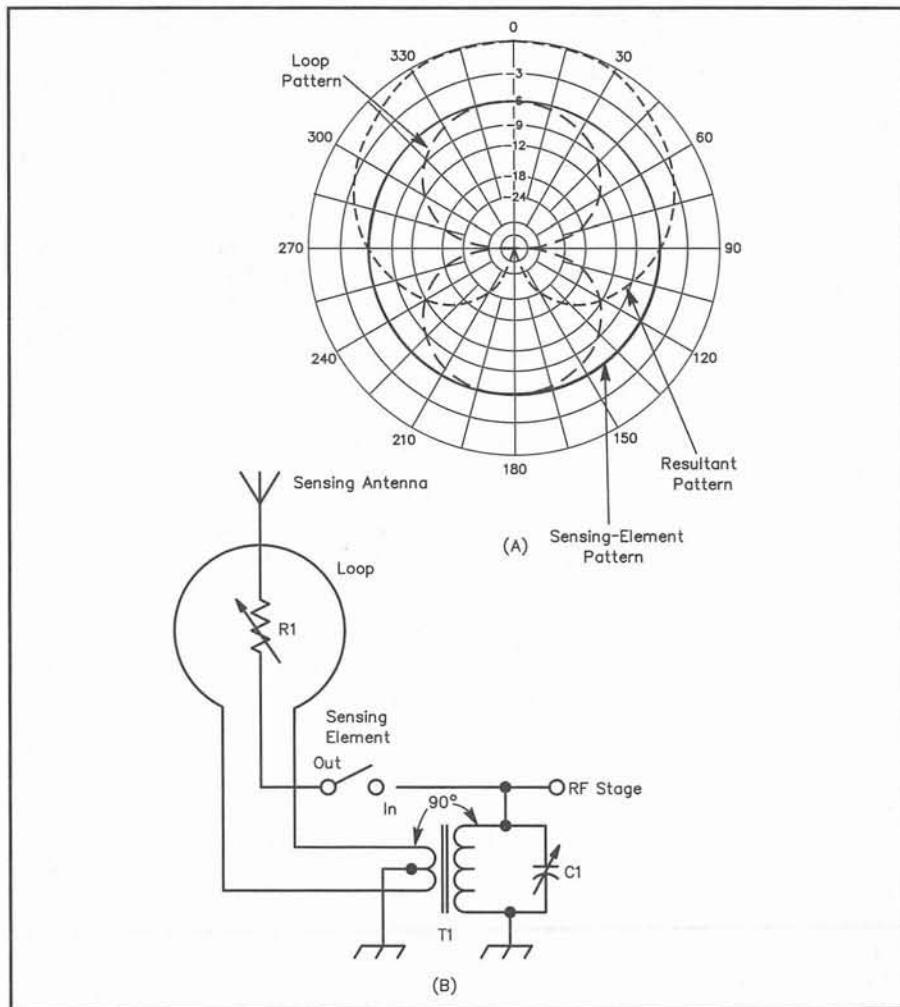 0
330
30
Loop
Pattern
-3
-6
-9
-12
-18
-24
300
60
270
90
240
120
210
150
180
Resultant
Pattern
Sensing-Element
Pattern
(A)
Sensing Antenna
Loop
R1
Sensing
Element
Out
In
RF Stage
90°
C1
T1
(B)